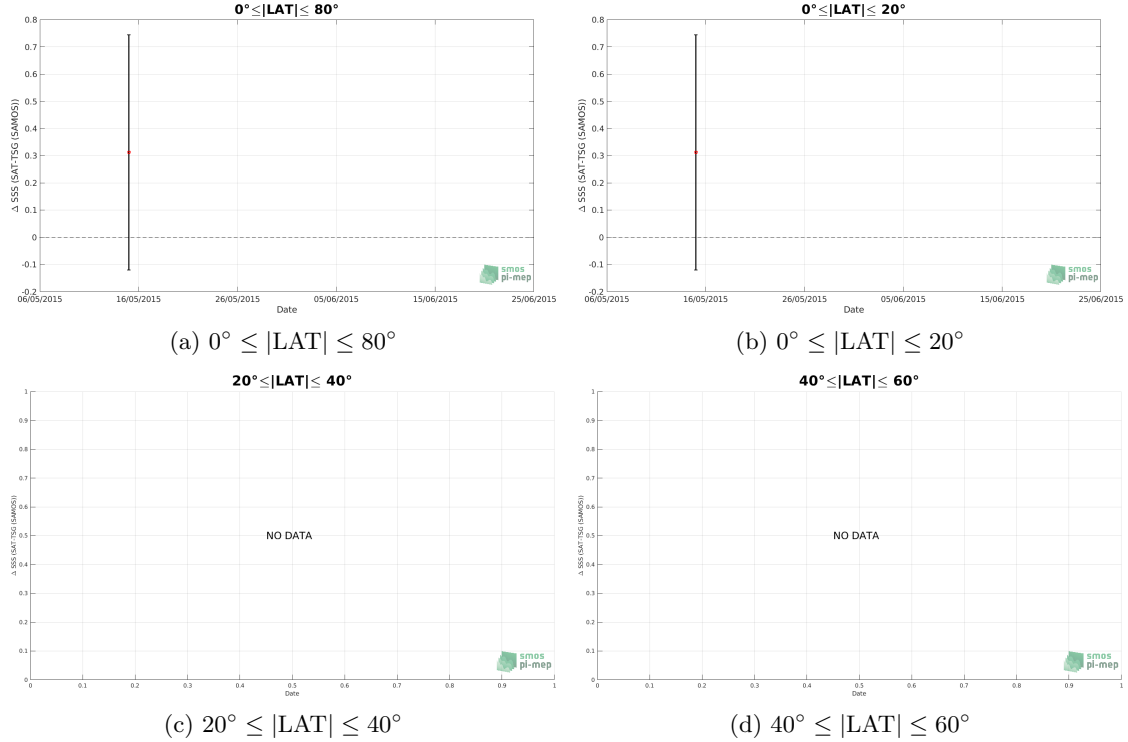 0°≤|LAT|≤ 80°
Δ SSS (SAT-TSG (SAMOS))
0.8
0.7
0.6
0.5
0.4
0.3
0.2
0.1
0
-0.1
-0.2
06/05/2015 16/05/2015 26/05/2015 05/06/2015 15/06/2015 25/06/2015
Date
smos
pi-mep
(a) 0° ≤ |LAT| ≤ 80°
0°≤|LAT|≤ 20°
Δ SSS (SAT-TSG (SAMOS))
0.8
0.7
0.6
0.5
0.4
0.3
0.2
0.1
0
-0.1
-0.2
06/05/2015 16/05/2015 26/05/2015 05/06/2015 15/06/2015 25/06/2015
Date
smos
pi-mep
(b) 0° ≤ |LAT| ≤ 20°
20°≤|LAT|≤ 40°
Δ SSS (SAT-TSG (SAMOS))
1
0.9
0.8
0.7
0.6
0.5
0.4
0.3
0.2
0.1
0
NO DATA
0 0.1 0.2 0.3 0.4 0.5 0.6 0.7 0.8 0.9 1
Date
smos
pi-mep
(c) 20° ≤ |LAT| ≤ 40°
40°≤|LAT|≤ 60°
Δ SSS (SAT-TSG (SAMOS))
1
0.9
0.8
0.7
0.6
0.5
0.4
0.3
0.2
0.1
0
NO DATA
0 0.1 0.2 0.3 0.4 0.5 0.6 0.7 0.8 0.9 1
Date
smos
pi-mep
(d) 40° ≤ |LAT| ≤ 60°